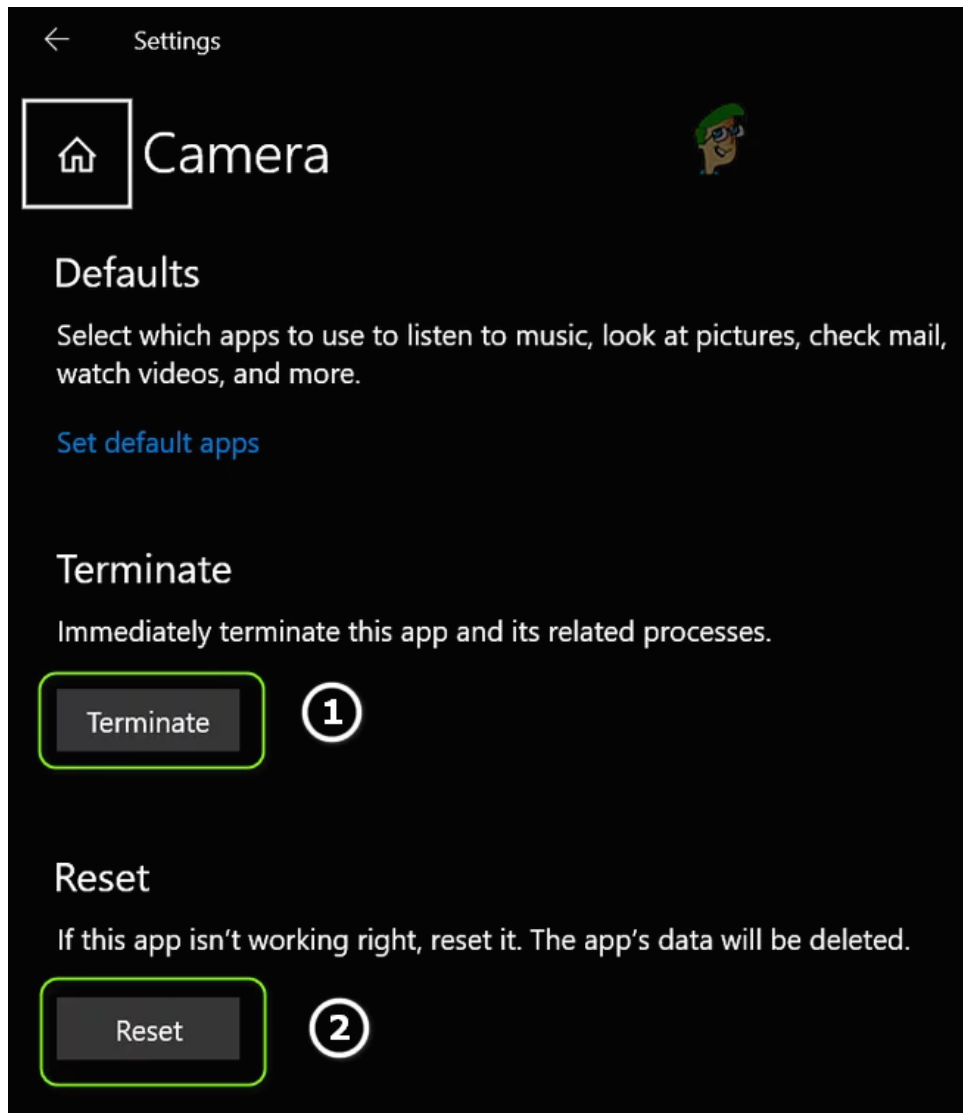 Settings
Camera
Defaults
Select which apps to use to listen to music, look at pictures, check mail,
watch videos, and more.
Set default apps
Terminate
Immediately terminate this app and its related processes.
Terminate
1
Reset
If this app isn’t working right, reset it. The app’s data will be deleted.
Reset
2